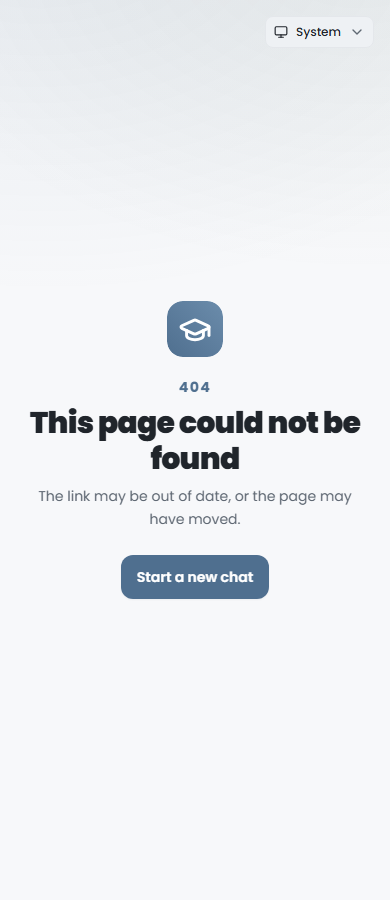 System
404
This page could not be
found
The link may be out of date, or the page may
have moved.
Start a new chat